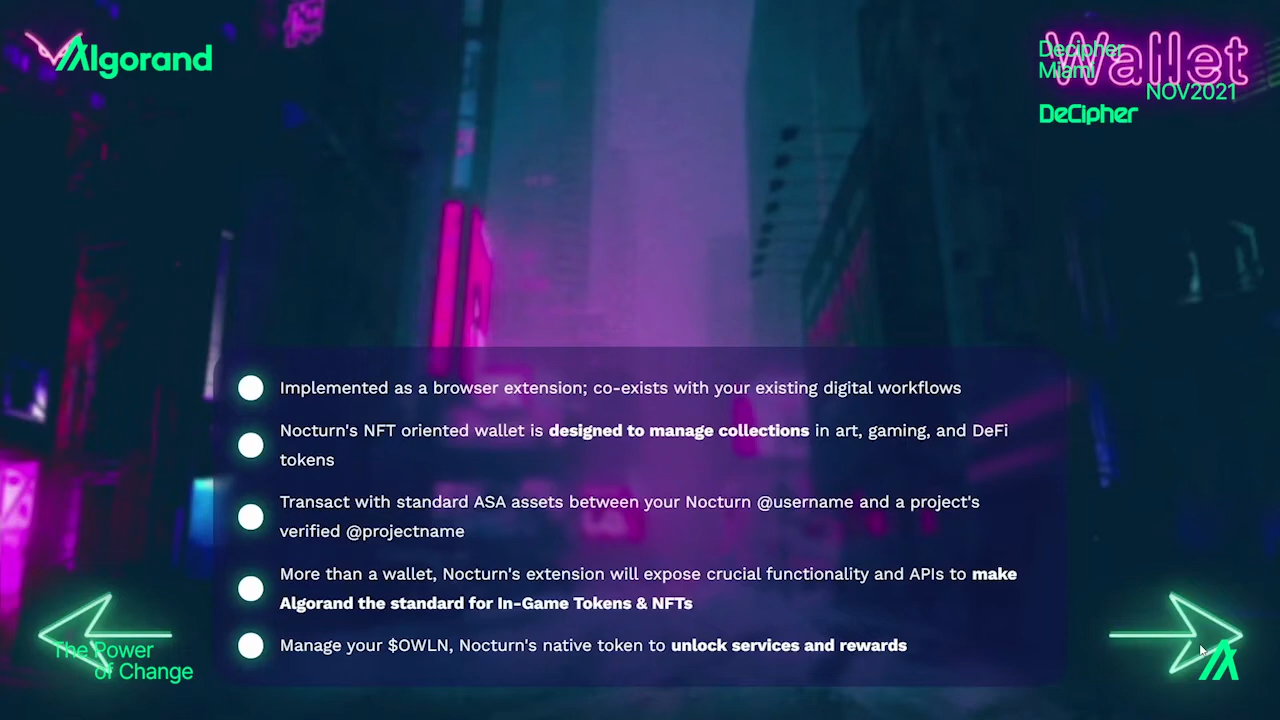 Algorand
Wallet
Decipher
Miami
NOV2021
DeCipher
Implemented as a browser extension; co-exists with your existing digital workflows
Nocturn's NFT oriented wallet is designed to manage collections in art, gaming, and DeFi
tokens
Transact with standard ASA assets between your Nocturn @username and a project's
verified @projectname
More than a wallet, Nocturn's extension will expose crucial functionality and APIs to make
Algorand the standard for In-Game Tokens & NFTs
Manage your $OWLN, Nocturn's native token to unlock services and rewards
The Power
of Change